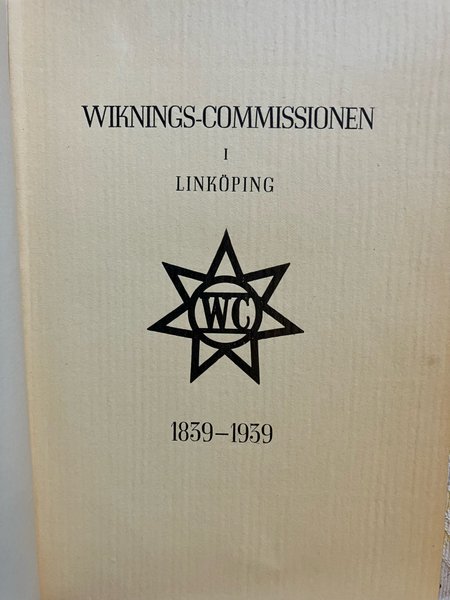 WIKNINGS-COMMISSIONEN
I
LINKÖPING
WC
1839–1939